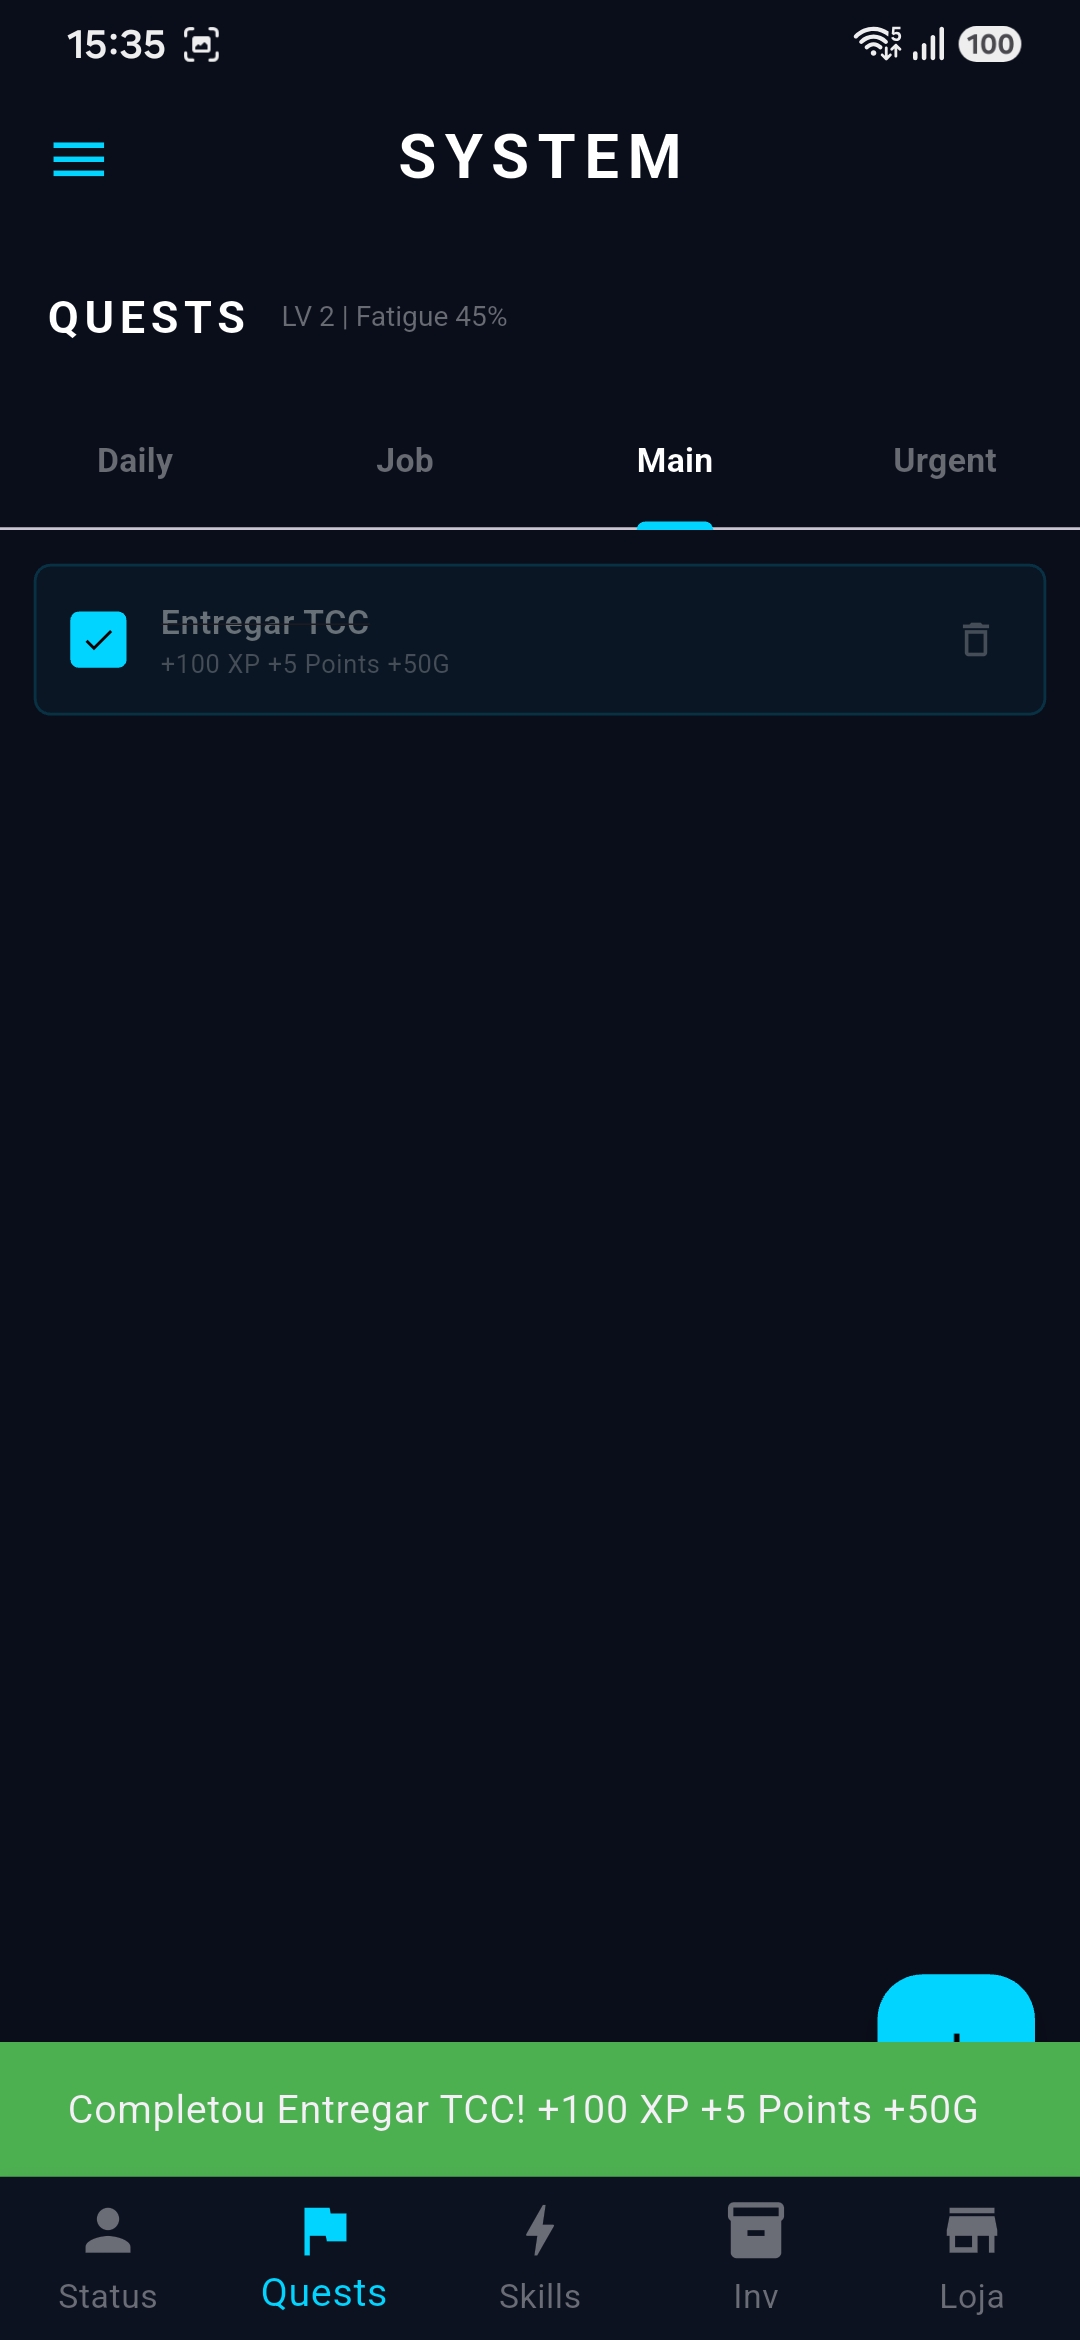 15:35
5
100
SYSTEM
QUESTS LV 2 | Fatigue 45%
Daily Job Main Urgent
Entregar TCC
+100 XP +5 Points +50G
Completou Entregar TCC! +100 XP +5 Points +50G
Status Quests Skills Inv Loja